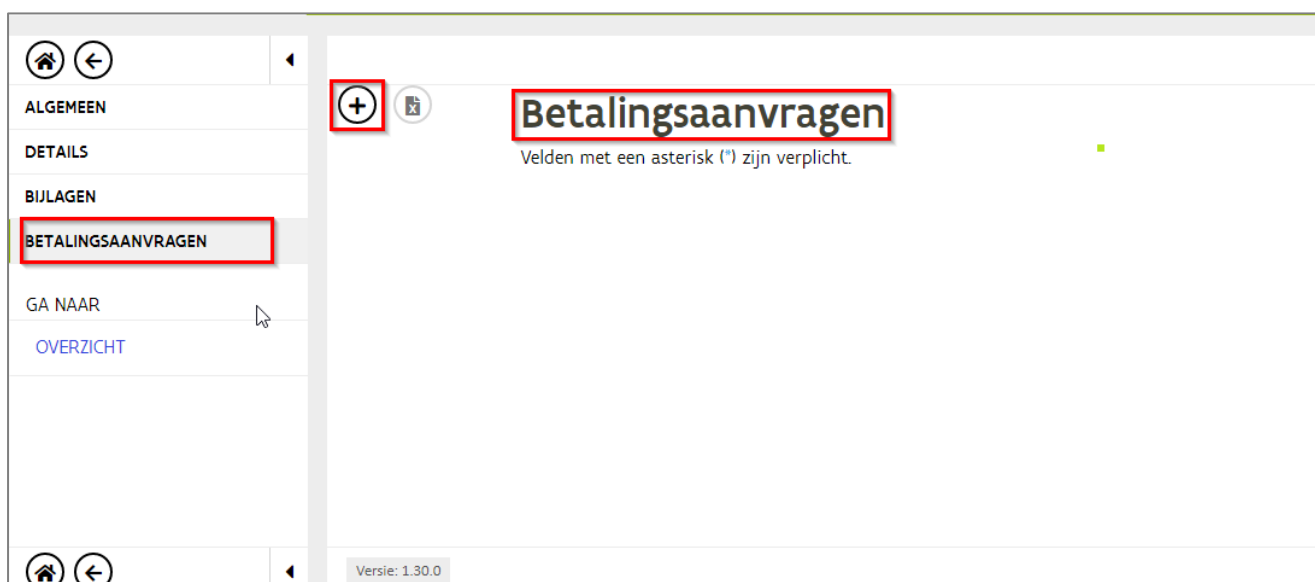 ALGEMEEN
DETAILS
BIJLAGEN
BETALINGSAANVRAGEN
GA NAAR
OVERZICHT
Betalingsaanvragen
Velden met een asterisk (*) zijn verplicht.
Versie: 1.30.0